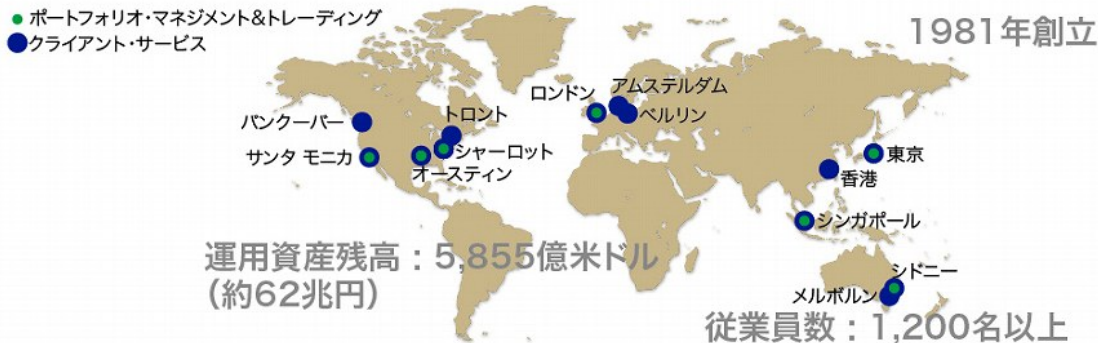 ポートフォリオ・マネジメント&トレーディング
クライアント・サービス
1981年創立
ロンドン
アムステルダム
ベルリン
バンクーバー
トロント
サンタ モニカ
シャーロット
オースティン
東京
香港
シンガポール
運用資産残高:5,855億米ドル
(約62兆円)
シドニー
メルボルン
従業員数:1,200名以上